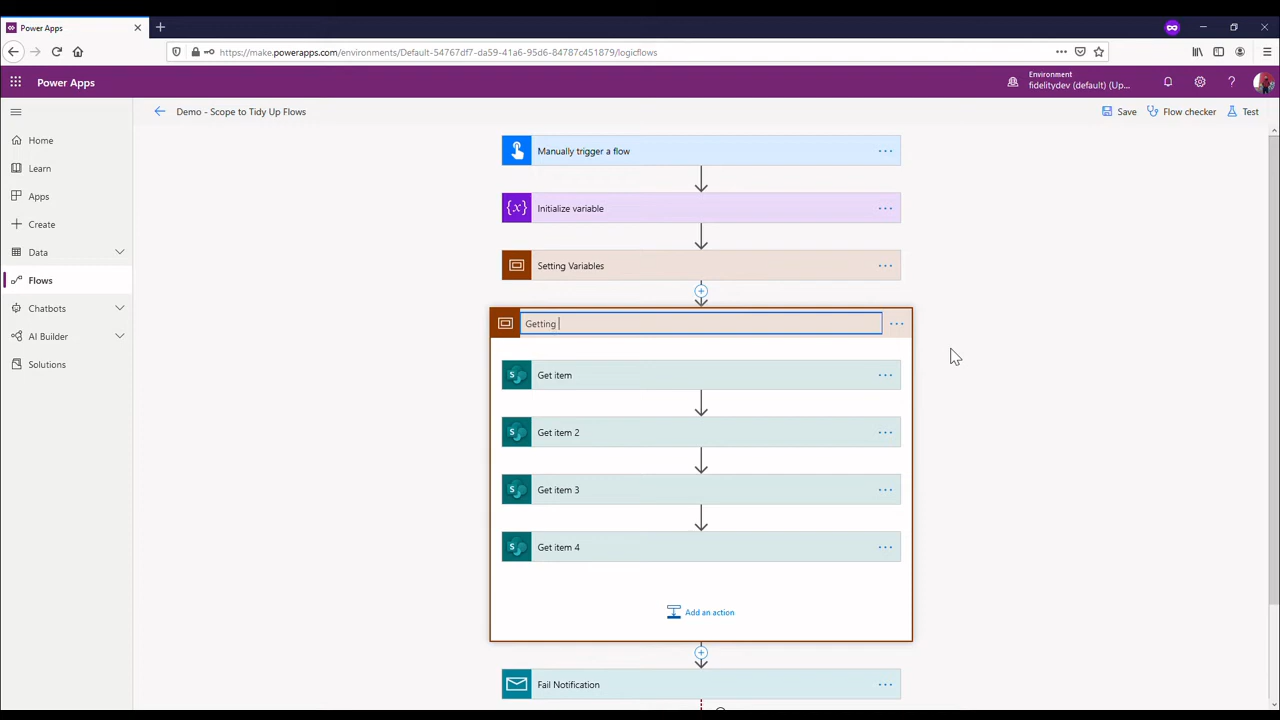 Power Apps
https://make.powerapps.com/environments/Default-54767df7-da59-41a6-95d6-84787c451879/logicflows
Power Apps
Environment
fidelitydev (default) (Up...
Demo - Scope to Tidy Up Flows
Save
Flow checker
Test
Home
Learn
Apps
Create
Data
Flows
Chatbots
AI Builder
Solutions
Manually trigger a flow
{x} Initialize variable
Setting Variables
Getting
S Get item
S Get item 2
S Get item 3
S Get item 4
Add an action
Fail Notification